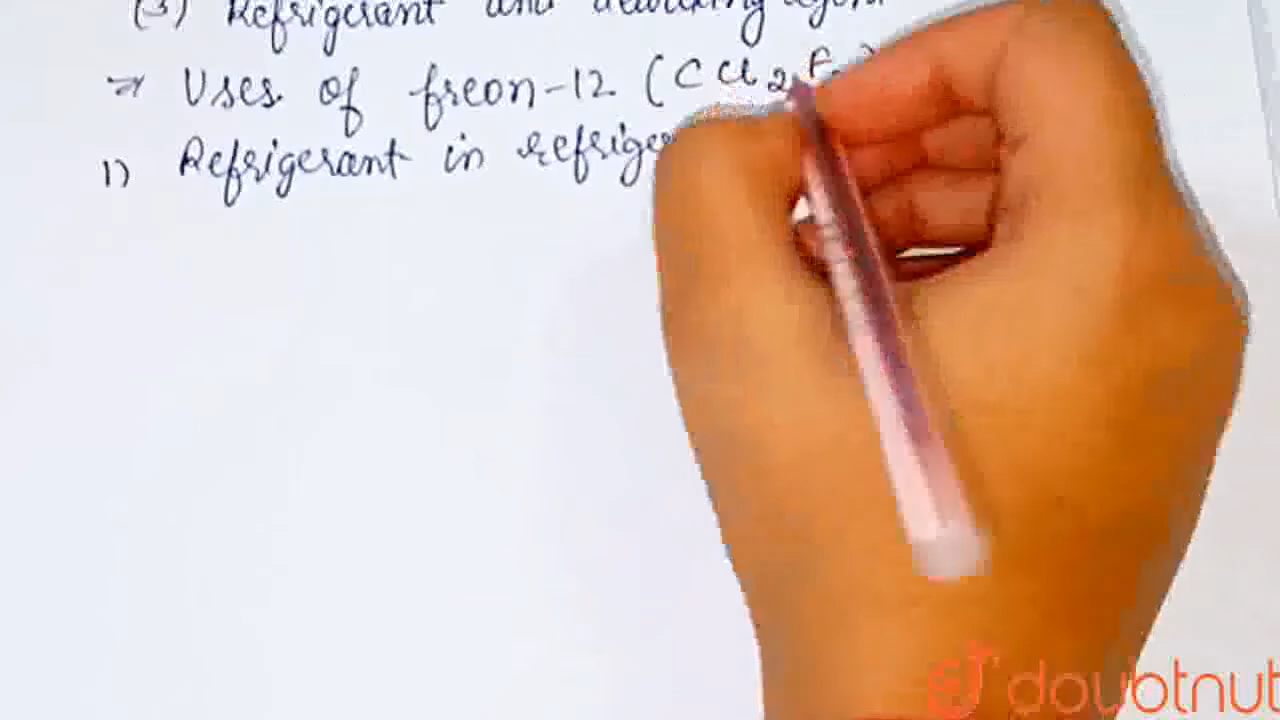 (3) Refrigerant and
⇒ Uses of freon-12 (CCl2F
1) Refrigerant in refrige
doubtnut